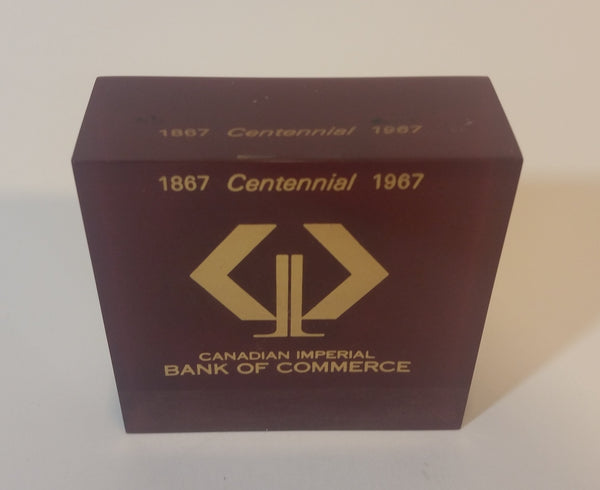 1867 Centennial 1967
1867 Centennial 1967
CANADIAN IMPERIAL
BANK OF COMMERCE